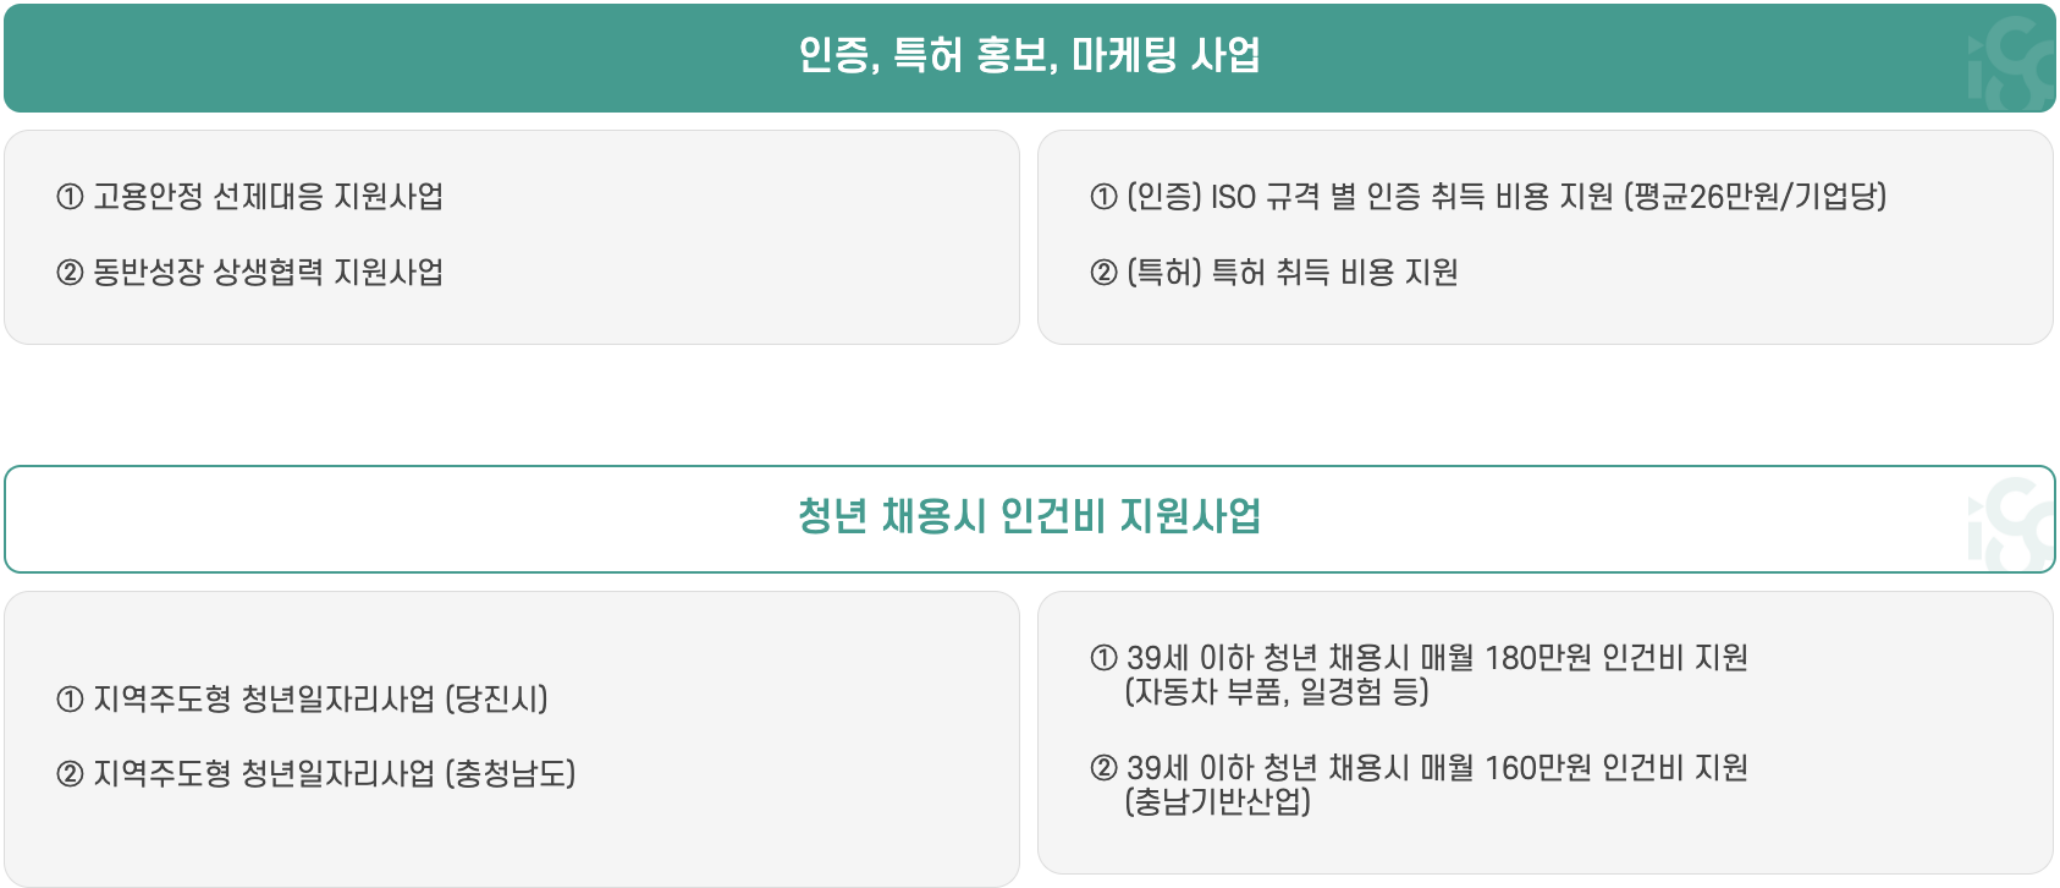 인증, 특허 홍보, 마케팅 사업
① 고용안정 선제대응 지원사업
② 동반성장 상생협력 지원사업
① (인증) ISO 규격 별 인증 취득 비용 지원 (평균26만원/기업당)
② (특허) 특허 취득 비용 지원
청년 채용시 인건비 지원사업
① 지역주도형 청년일자리사업 (당진시)
② 지역주도형 청년일자리사업 (충청남도)
① 39세 이하 청년 채용시 매월 180만원 인건비 지원
(자동차 부품, 일경험 등)
② 39세 이하 청년 채용시 매월 160만원 인건비 지원
(충남기반산업)